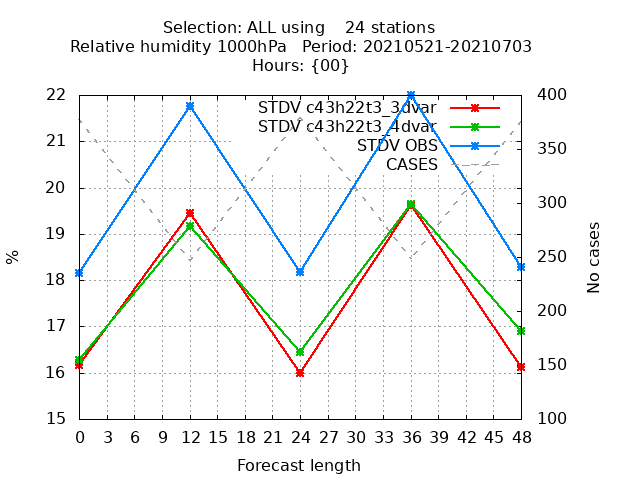 Selection: ALL using    24 stations
Relative humidity 1000hPa   Period: 20210521-20210703
Hours: {00}
STDV c43h22t3_3dvar
STDV c43h22t3_4dvar
STDV OBS
CASES
22
21
20
19
18
17
16
15
%
400
350
300
250
200
150
100
No cases
0 3 6 9 12 15 18 21 24 27 30 33 36 39 42 45 48
Forecast length